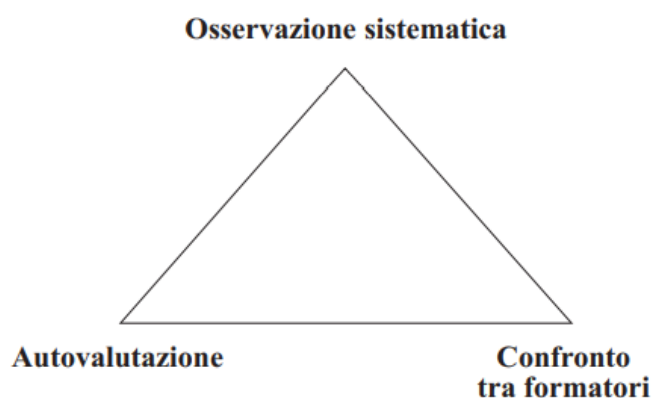 Osservazione sistematica
Autovalutazione
Confronto
tra formatori